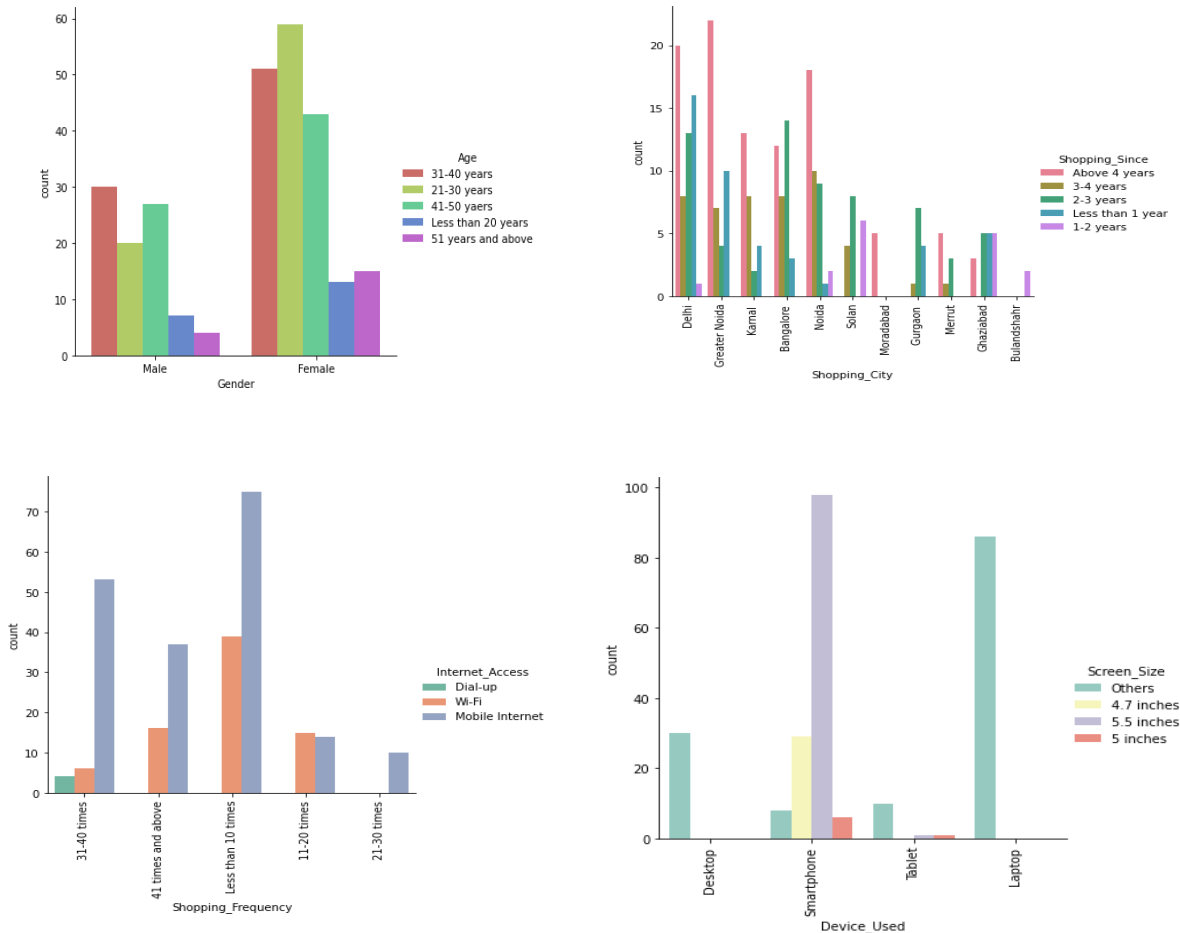 60
50
40
30
20
10
0
count
Male
Female
Gender
Age
31-40 years
21-30 years
41-50 yaers
Less than 20 years
51 years and above
20
15
10
5
0
count
Delhi
Greater Noida
Karnal
Bangalore
Noida
Solan
Moradabad
Gurgaon
Merrut
Ghaziabad
Bulandshahr
Shopping_City
Shopping_Since
Above 4 years
3-4 years
2-3 years
Less than 1 year
1-2 years
70
60
50
40
30
20
10
0
count
31-40 times
41 times and above
Less than 10 times
11-20 times
21-30 times
Shopping_Frequency
Internet_Access
Dial-up
Wi-Fi
Mobile Internet
100
80
60
40
20
0
count
Desktop
Smartphone
Tablet
Laptop
Device_Used
Screen_Size
Others
4.7 inches
5.5 inches
5 inches